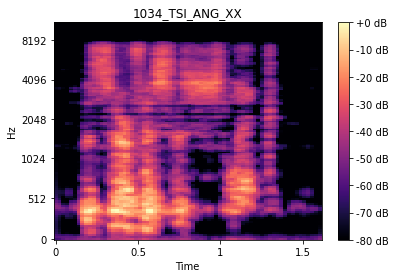 1034_TSI_ANG_XX
8192
4096
2048
1024
512
0
Hz
0
0.5
1
1.5
Time
+0 dB
-10 dB
-20 dB
-30 dB
-40 dB
-50 dB
-60 dB
-70 dB
-80 dB